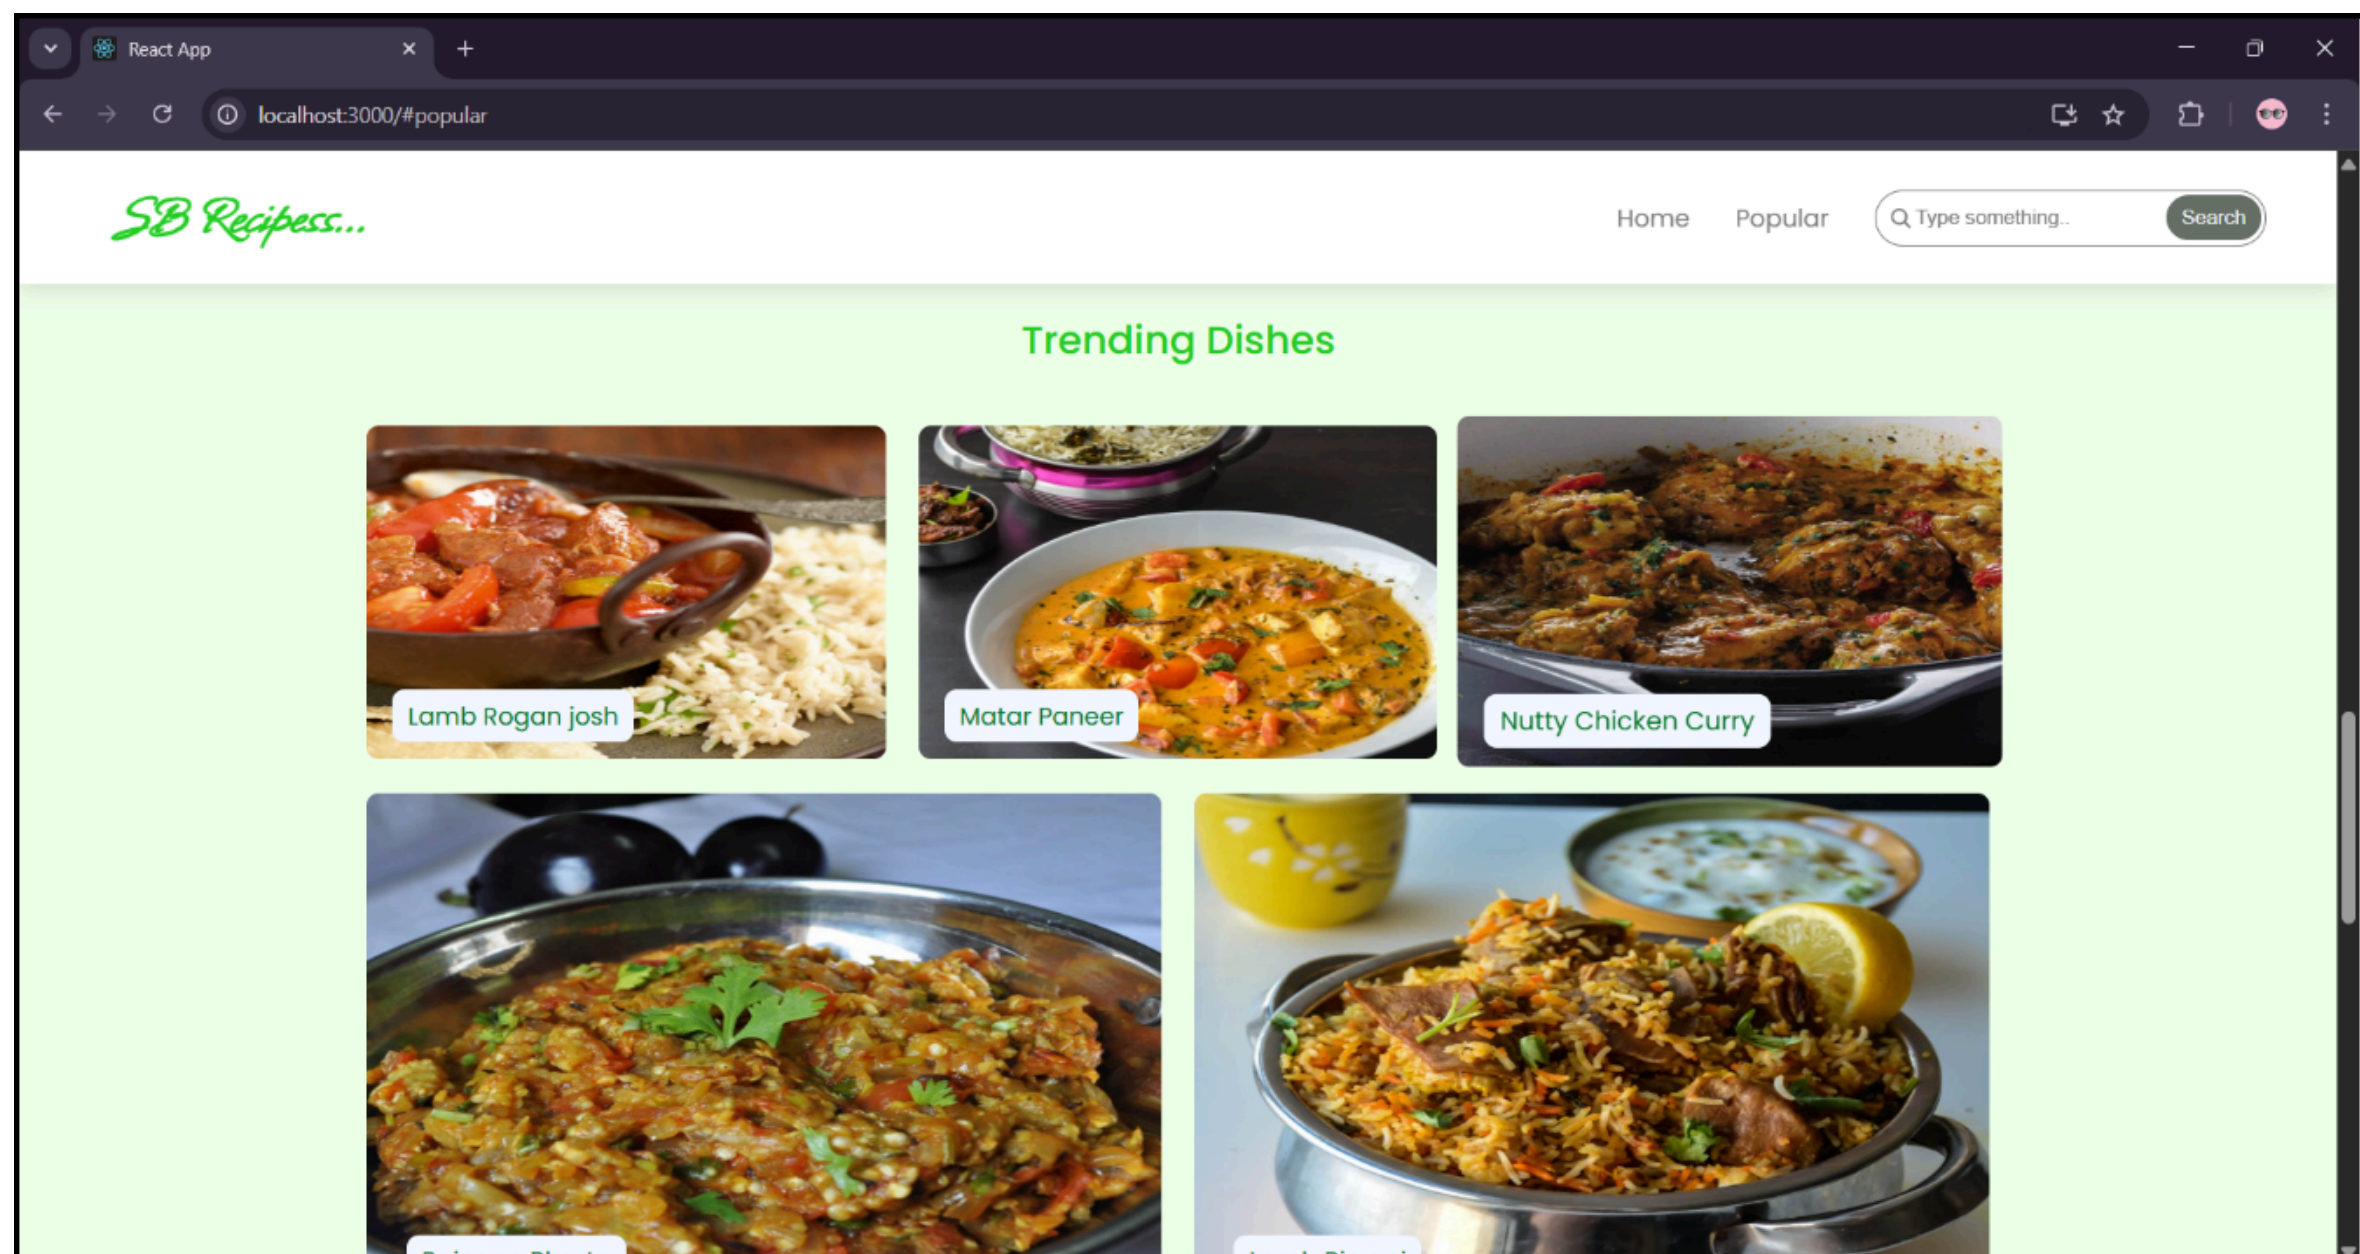 React App
localhost:3000/#popular
SB Recipess...
Home Popular Type something.. Search
Trending Dishes
Lamb Rogan josh
Matar Paneer
Nutty Chicken Curry